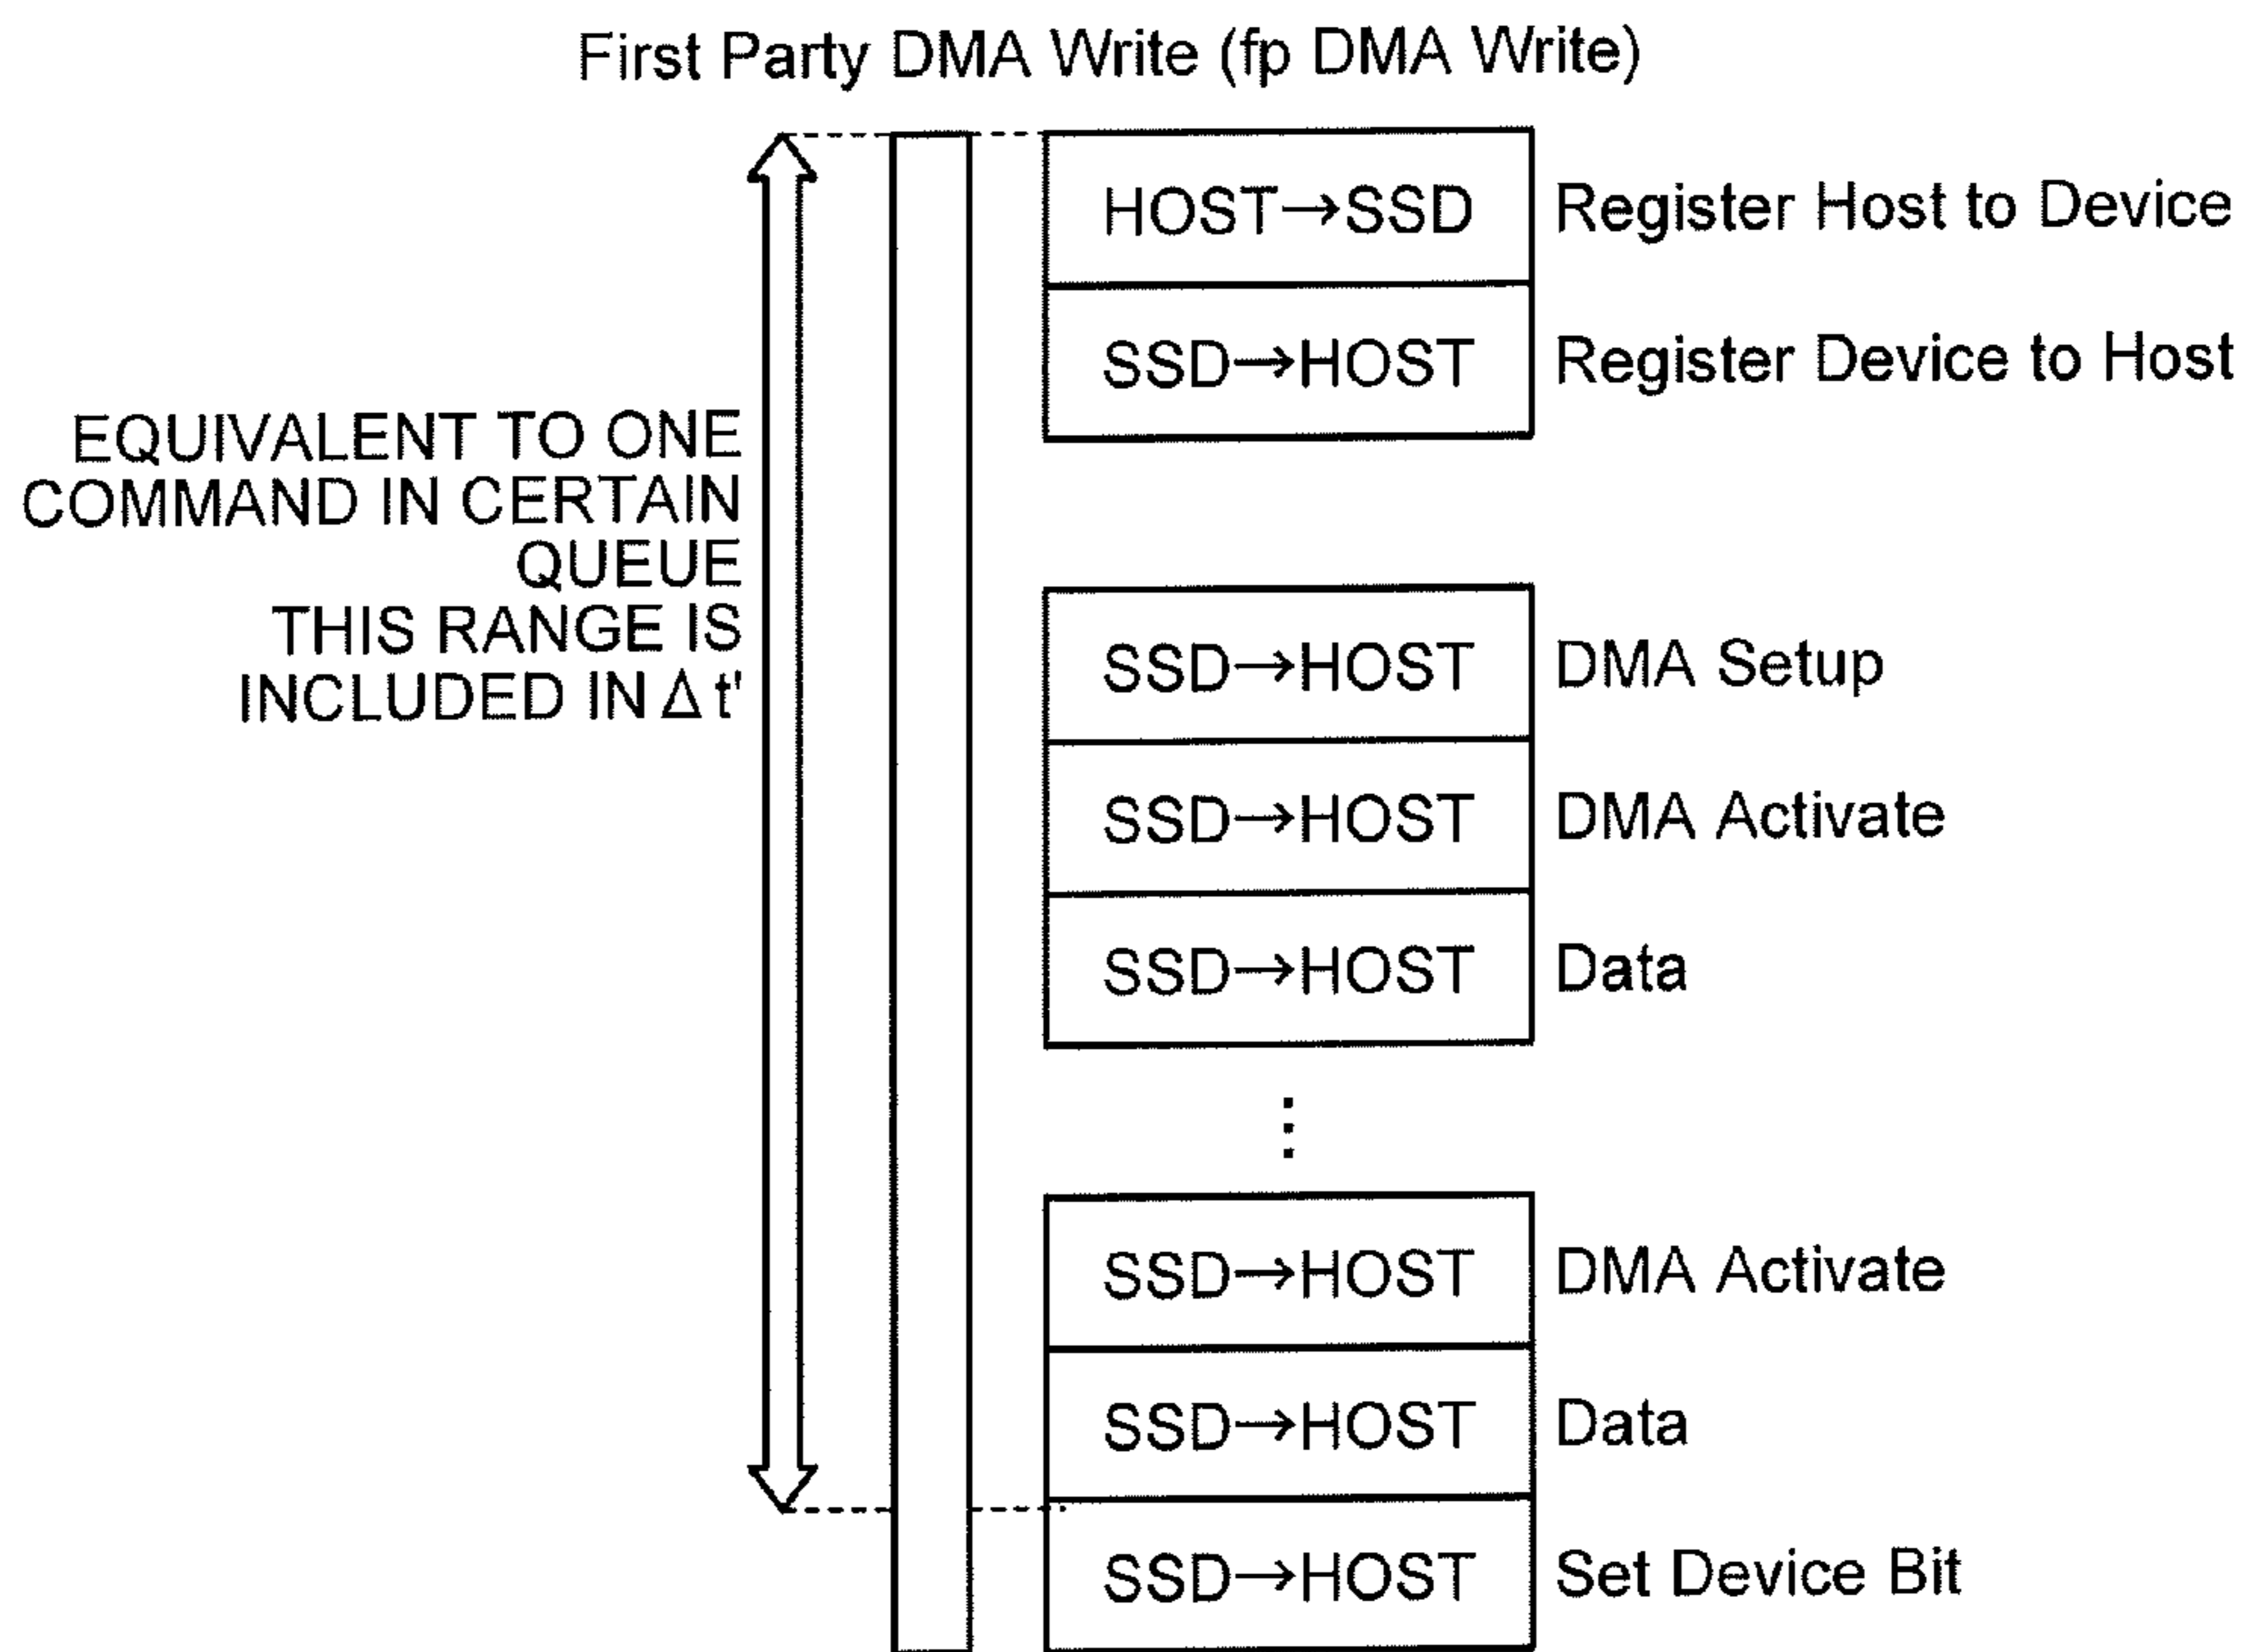 First Party DMA Write (fp DMA Write)
HOST→SSD Register Host to Device
SSD→HOST Register Device to Host
EQUIVALENT TO ONE
COMMAND IN CERTAIN
QUEUE
THIS RANGE IS
INCLUDED IN Δt'
SSD→HOST DMA Setup
SSD→HOST DMA Activate
SSD→HOST Data
⋮
SSD→HOST DMA Activate
SSD→HOST Data
SSD→HOST Set Device Bit